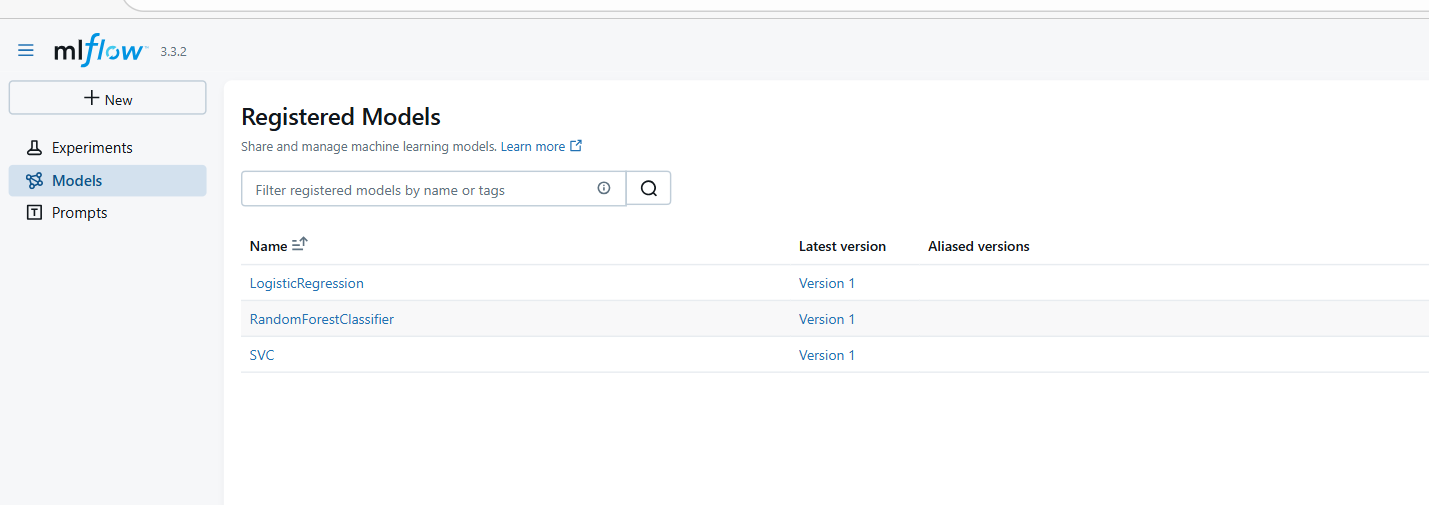 mlflow™ 3.3.2
New
Experiments
Models
Prompts
Registered Models
Share and manage machine learning models. Learn more
Filter registered models by name or tags
Name Latest version Aliased versions
LogisticRegression Version 1
RandomForestClassifier Version 1
SVC Version 1